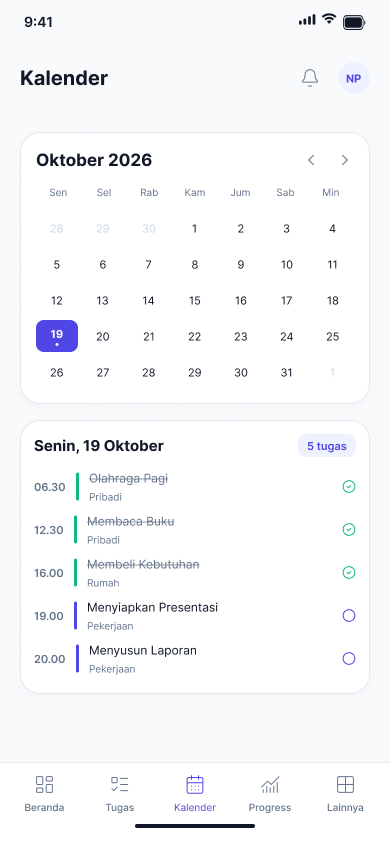 9:41
Kalender
NP
Oktober 2026
Sen Sel Rab Kam Jum Sab Min
28 29 30 1 2 3 4
5 6 7 8 9 10 11
12 13 14 15 16 17 18
19 20 21 22 23 24 25
26 27 28 29 30 31 1
Senin, 19 Oktober
5 tugas
06.30
Olahraga Pagi
Pribadi
12.30
Membaca Buku
Pribadi
16.00
Membeli Kebutuhan
Rumah
19.00
Menyiapkan Presentasi
Pekerjaan
20.00
Menyusun Laporan
Pekerjaan
Beranda Tugas Kalender Progress Lainnya